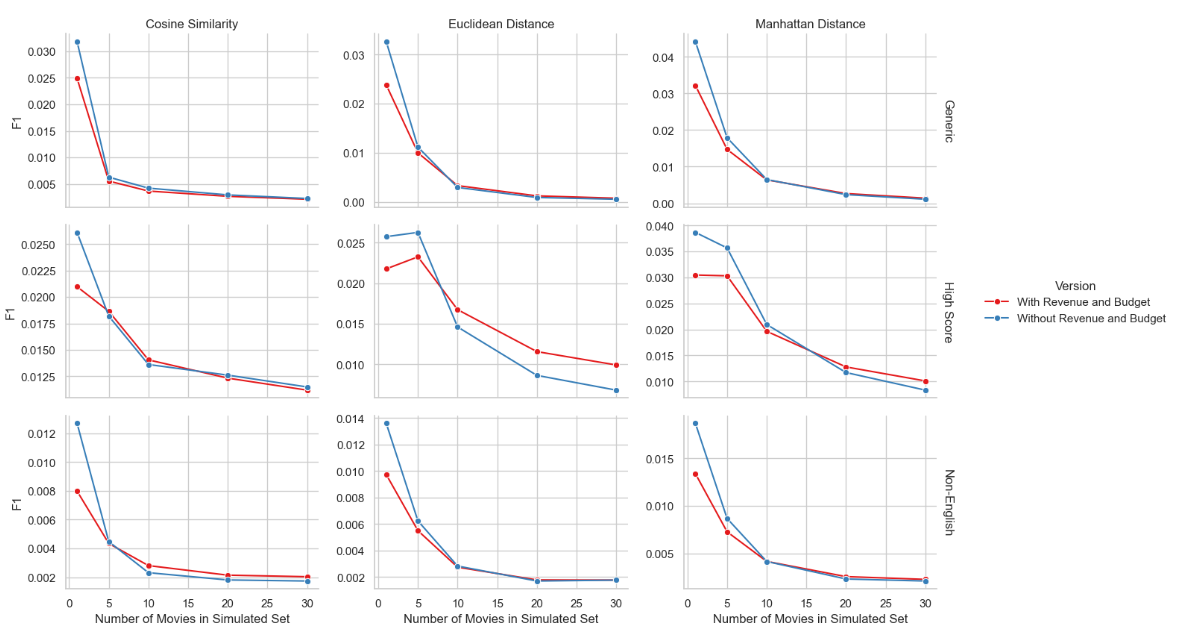 Cosine Similarity
Euclidean Distance
Manhattan Distance
F1
0.030
0.025
0.020
0.015
0.010
0.005
0.03
0.02
0.01
0.00
0.04
0.03
0.02
0.01
0.00
Generic
F1
0.0250
0.0225
0.0200
0.0175
0.0150
0.0125
0.025
0.020
0.015
0.010
0.040
0.035
0.030
0.025
0.020
0.015
0.010
High Score
Version
With Revenue and Budget
Without Revenue and Budget
F1
0.012
0.010
0.008
0.006
0.004
0.002
0.014
0.012
0.010
0.008
0.006
0.004
0.002
0.015
0.010
0.005
Non-English
0 5 10 15 20 25 30
0 5 10 15 20 25 30
0 5 10 15 20 25 30
Number of Movies in Simulated Set
Number of Movies in Simulated Set
Number of Movies in Simulated Set